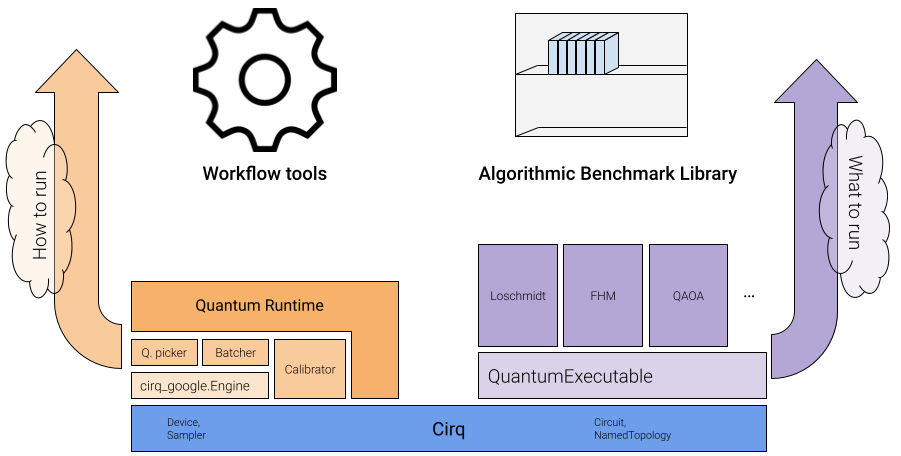 Workflow tools
Algorithmic Benchmark Library
How to run
What to run
Quantum Runtime
Q. picker
Batcher
Calibrator
cirq_google.Engine
Loschmidt
FHM
QAOA
...
QuantumExecutable
Device,
Sampler
Cirq
Circuit,
NamedTopology